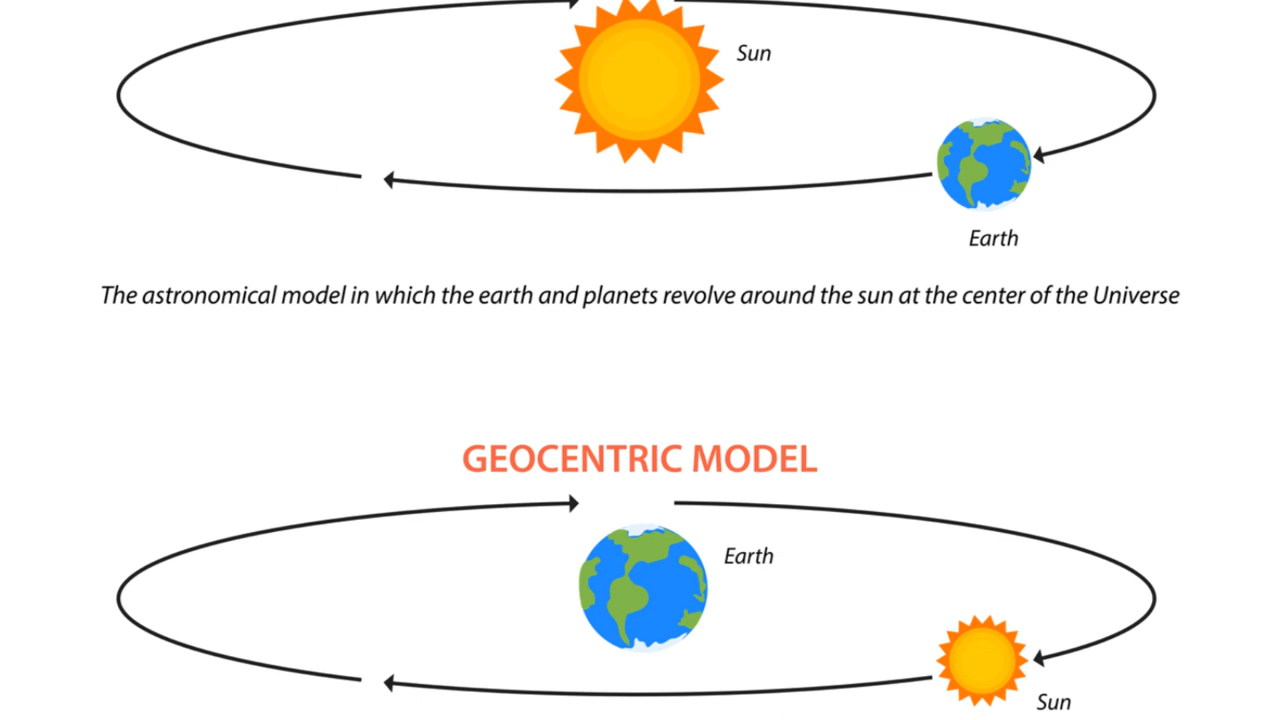 Sun
Earth
The astronomical model in which the earth and planets revolve around the sun at the center of the Universe
GEOCENTRIC MODEL
Earth
Sun